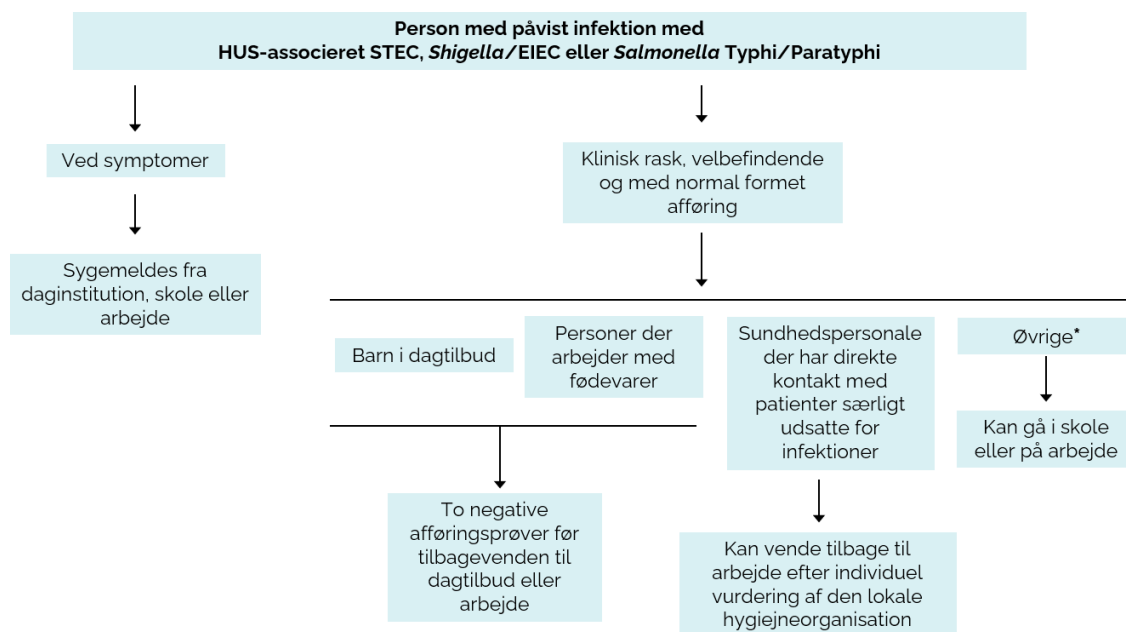 Person med påvist infektion med
HUS-associeret STEC, Shigella/EIEC eller Salmonella Typhi/Paratyphi
Ved symptomer
Sygemeldes fra
daginstitution, skole eller
arbejde
Klinisk rask, velbefindende
og med normal formet
afføring
Barn i dagtilbud
Personer der
arbejder med
fødevarer
To negative
afføringsprøver før
tilbagevenden til
dagtilbud eller
arbejde
Sundhedspersonale
der har direkte
kontakt med
patienter særligt
udsatte for
infektioner
Kan vende tilbage til
arbejde efter individuel
vurdering af den lokale
hygiejneorganisation
Øvrige*
Kan gå i skole
eller på arbejde